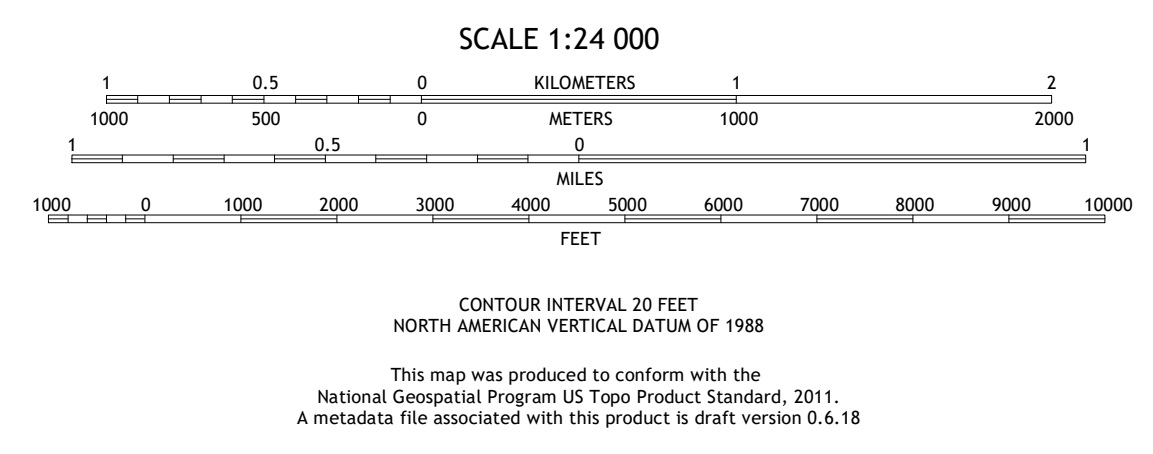 SCALE 1:24 000
1 0.5 0 KILOMETERS 1 2
1000 500 0 METERS 1000 2000
1 0.5 0 1
MILES
1000 0 1000 2000 3000 4000 5000 6000 7000 8000 9000 10000
FEET
CONTOUR INTERVAL 20 FEET
NORTH AMERICAN VERTICAL DATUM OF 1988
This map was produced to conform with the
National Geospatial Program US Topo Product Standard, 2011.
A metadata file associated with this product is draft version 0.6.18